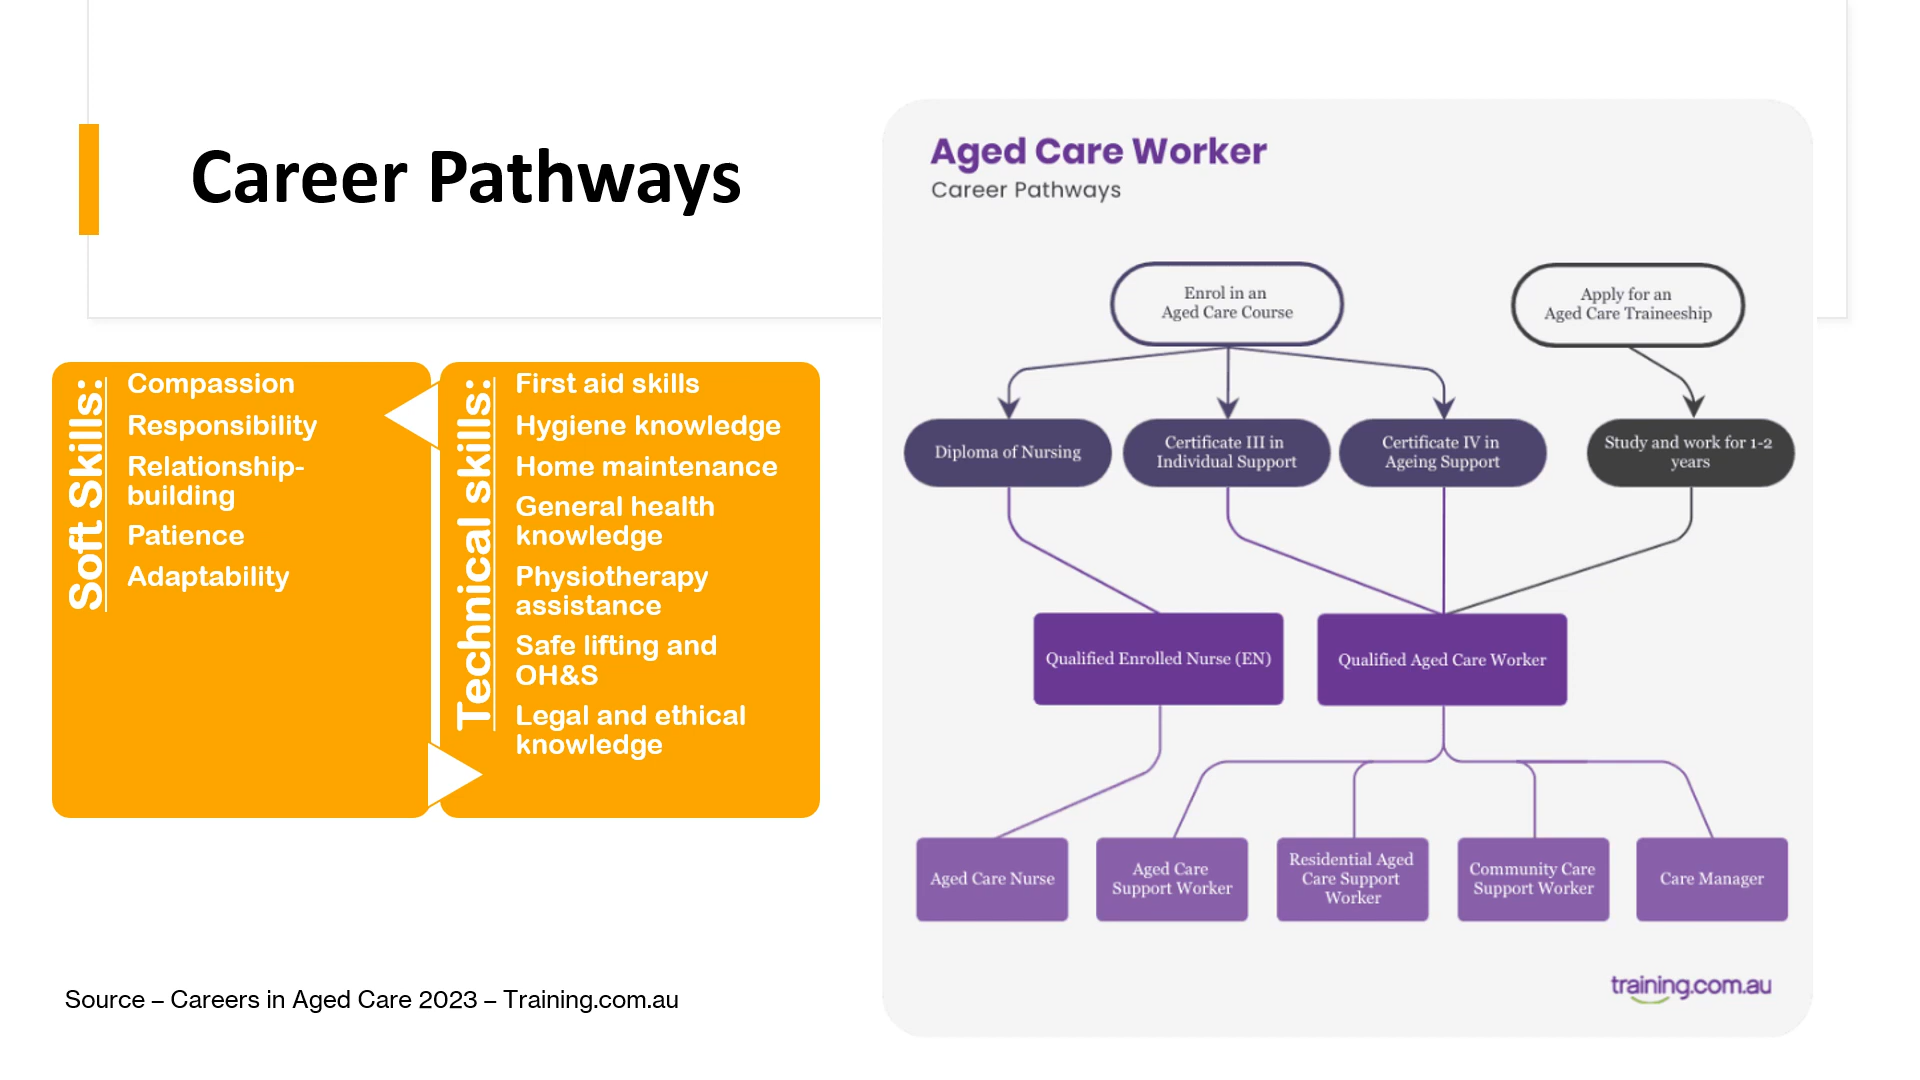 Career Pathways
Soft Skills:
Compassion
Responsibility
Relationship-
building
Patience
Adaptability
Technical skills:
First aid skills
Hygiene knowledge
Home maintenance
General health
knowledge
Physiotherapy
assistance
Safe lifting and
OH&S
Legal and ethical
knowledge
Source – Careers in Aged Care 2023 – Training.com.au
Aged Care Worker
Career Pathways
Enrol in an
Aged Care Course
Apply for an
Aged Care Traineeship
Diploma of Nursing
Certificate III in
Individual Support
Certificate IV in
Ageing Support
Study and work for 1-2
years
Qualified Enrolled Nurse (EN)
Qualified Aged Care Worker
Aged Care Nurse
Aged Care
Support Worker
Residential Aged
Care Support
Worker
Community Care
Support Worker
Care Manager
training.com.au